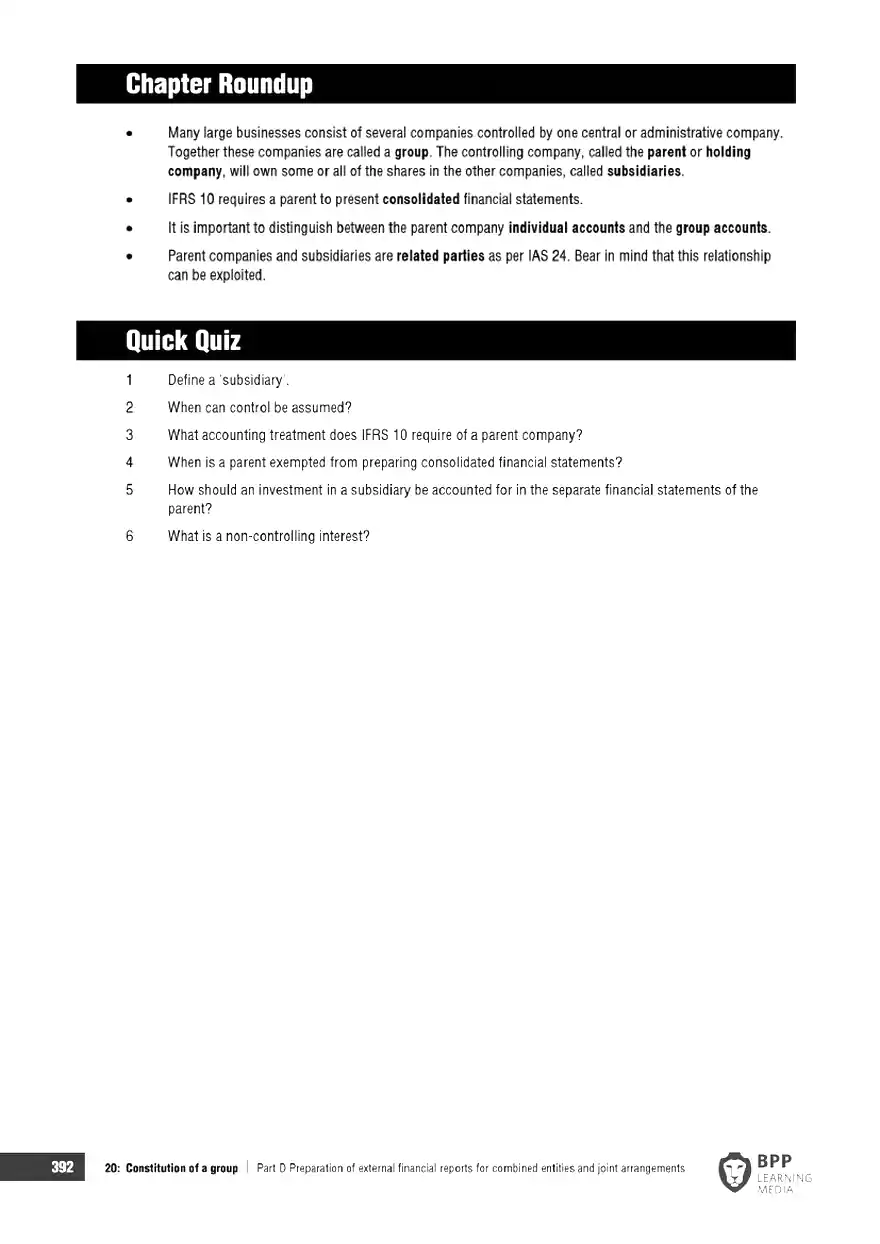 Chapter Roundup
• Many large businesses consist of several companies controlled by one central or administrative company.
Together these companies are called a group. The controlling company, called the parent or holding
company, will own some or all of the shares in the other companies, called subsidiaries.
• IFRS 10 requires a parent to present consolidated financial statements.
• It is important to distinguish between the parent company individual accounts and the group accounts.
• Parent companies and subsidiaries are related parties as per IAS 24. Bear in mind that this relationship
can be exploited.
Quick Quiz
1 Define a 'subsidiary'.
2 When can control be assumed?
3 What accounting treatment does IFRS 10 require of a parent company?
4 When is a parent exempted from preparing consolidated financial statements?
5 How should an investment in a subsidiary be accounted for in the separate financial statements of the
parent?
6 What is a non-controlling interest?
392 20: Constitution of a group | Part D Preparation of external financial reports for combined entities and joint arrangements
BPP
LEARNING
MEDIA